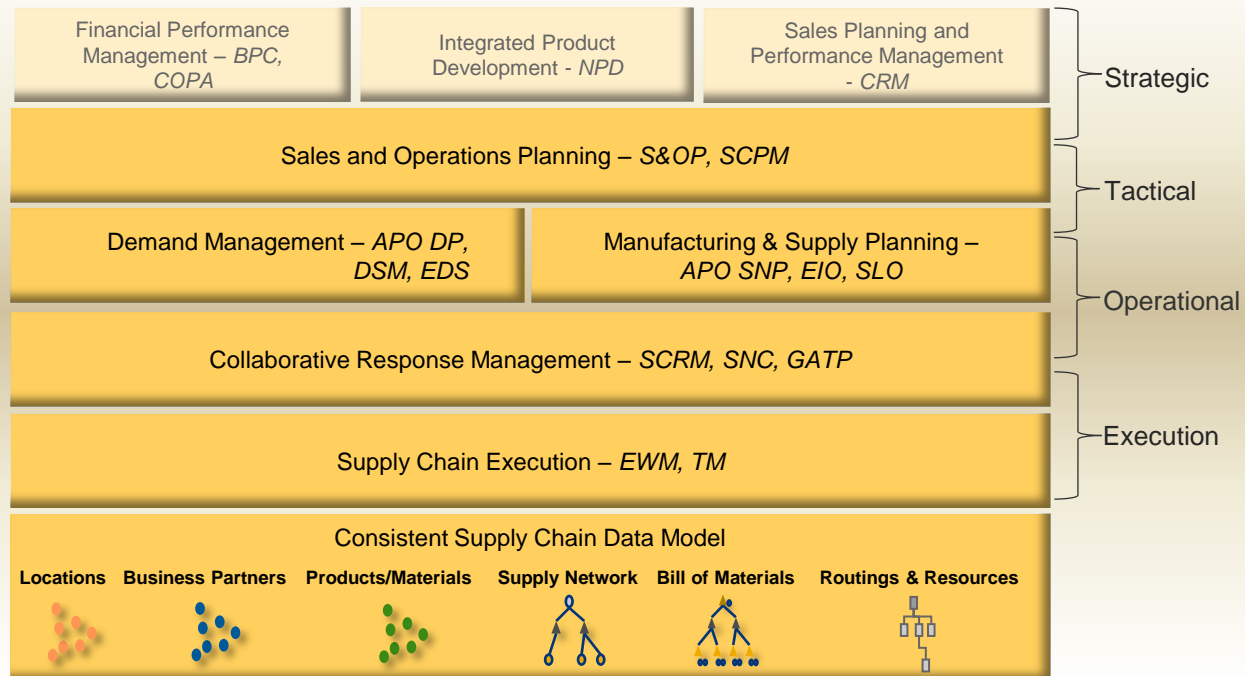 Financial Performance
Management – BPC,
COPA
Integrated Product
Development - NPD
Sales Planning and
Performance Management
- CRM
Strategic
Sales and Operations Planning – S&OP, SCPM
Tactical
Demand Management – APO DP,
DSM, EDS
Manufacturing & Supply Planning –
APO SNP, EIO, SLO
Operational
Collaborative Response Management – SCRM, SNC, GATP
Execution
Supply Chain Execution – EWM, TM
Consistent Supply Chain Data Model
Locations
Business Partners
Products/Materials
Supply Network
Bill of Materials
Routings & Resources